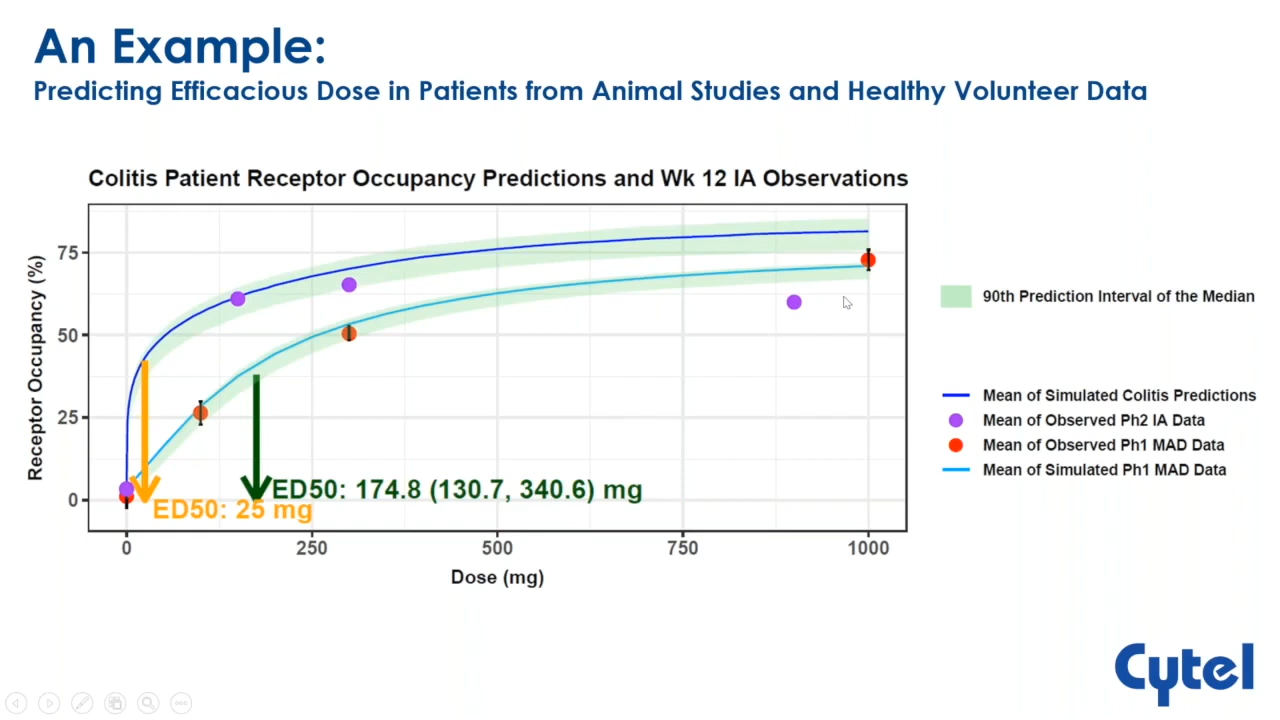 An Example:
Predicting Efficacious Dose in Patients from Animal Studies and Healthy Volunteer Data
Colitis Patient Receptor Occupancy Predictions and Wk 12 IA Observations
Receptor Occupancy (%)
75
50
25
0
ED50: 174.8 (130.7, 340.6) mg
ED50: 25 mg
0 250 500 750 1000
Dose (mg)
90th Prediction Interval of the Median
Mean of Simulated Colitis Predictions
Mean of Observed Ph2 IA Data
Mean of Observed Ph1 MAD Data
Mean of Simulated Ph1 MAD Data
Cytel